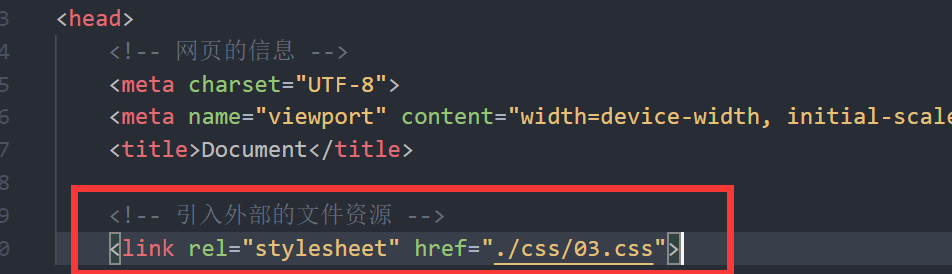 3 <head>
4 <!-- 网页的信息 -->
5 <meta charset="UTF-8">
6 <meta name="viewport" content="width=device-width, initial-scale
7 <title>Document</title>
8
9 <!-- 引入外部的文件资源 -->
0 <link rel="stylesheet" href="./css/03.css">